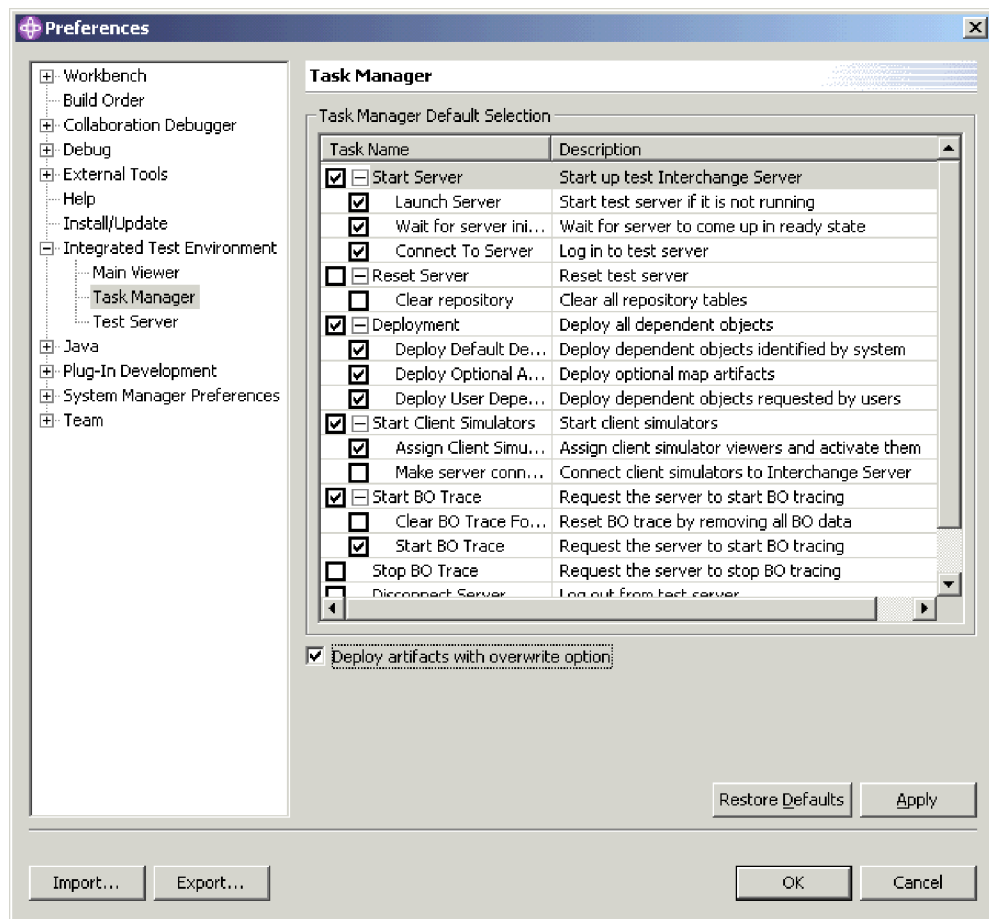 Preferences
Workbench
Build Order
Collaboration Debugger
Debug
External Tools
Help
Install/Update
Integrated Test Environment
Main Viewer
Task Manager
Test Server
Java
Plug-In Development
System Manager Preferences
Team
Task Manager
Task Manager Default Selection
Task Name Description
Start Server Start up test Interchange Server
Launch Server Start test server if it is not running
Wait for server ini... Wait for server to come up in ready state
Connect To Server Log in to test server
Reset Server Reset test server
Clear repository Clear all repository tables
Deployment Deploy all dependent objects
Deploy Default De... Deploy dependent objects identified by system
Deploy Optional A... Deploy optional map artifacts
Deploy User Depe... Deploy dependent objects requested by users
Start Client Simulators Start client simulators
Assign Client Simu... Assign client simulator viewers and activate them
Make server conn... Connect client simulators to Interchange Server
Start BO Trace Request the server to start BO tracing
Clear BO Trace Fo... Reset BO trace by removing all BO data
Start BO Trace Request the server to start BO tracing
Stop BO Trace Request the server to stop BO tracing
Disconnect Server Log out from test server
Deploy artifacts with overwrite option
Restore Defaults Apply
Import... Export... OK Cancel